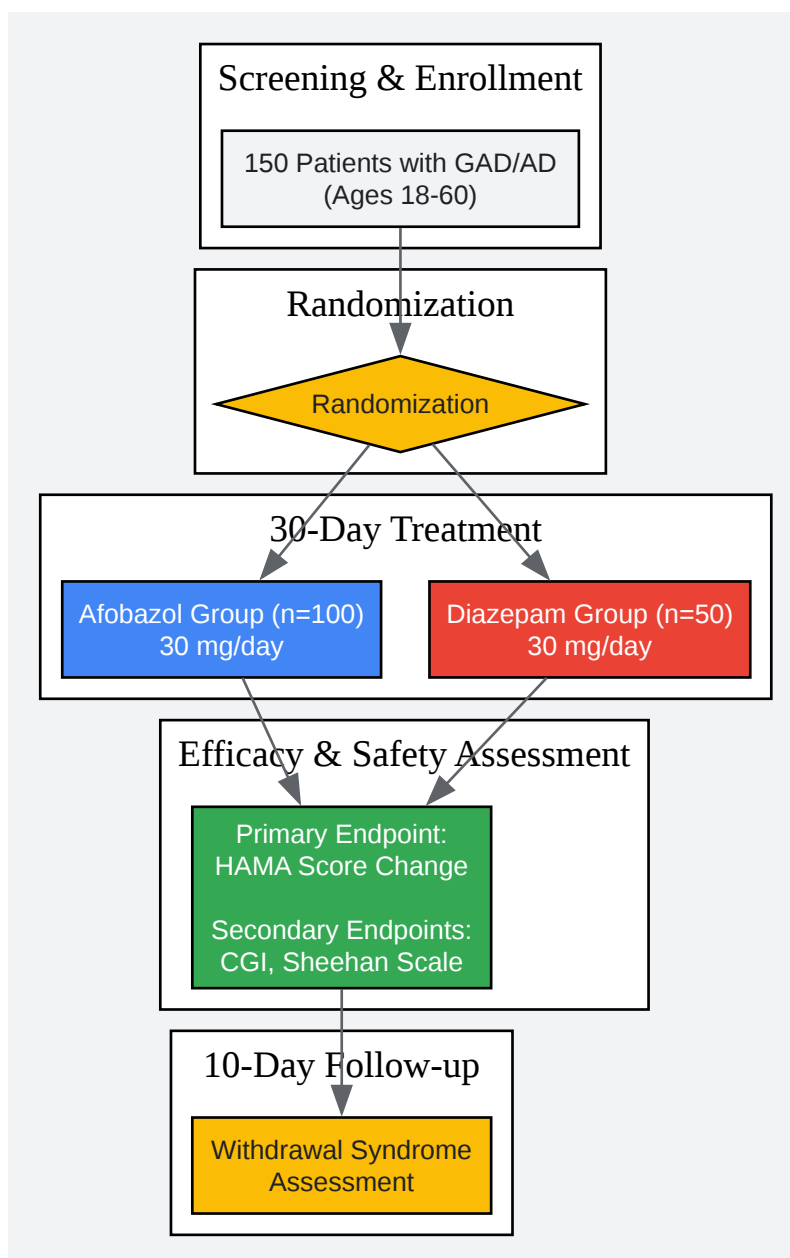 Screening & Enrollment
150 Patients with GAD/AD
(Ages 18-60)
Randomization
Randomization
30-Day Treatment
Afobazol Group (n=100)
30 mg/day
Diazepam Group (n=50)
30 mg/day
Efficacy & Safety Assessment
Primary Endpoint:
HAMA Score Change
Secondary Endpoints:
CGI, Sheehan Scale
10-Day Follow-up
Withdrawal Syndrome
Assessment